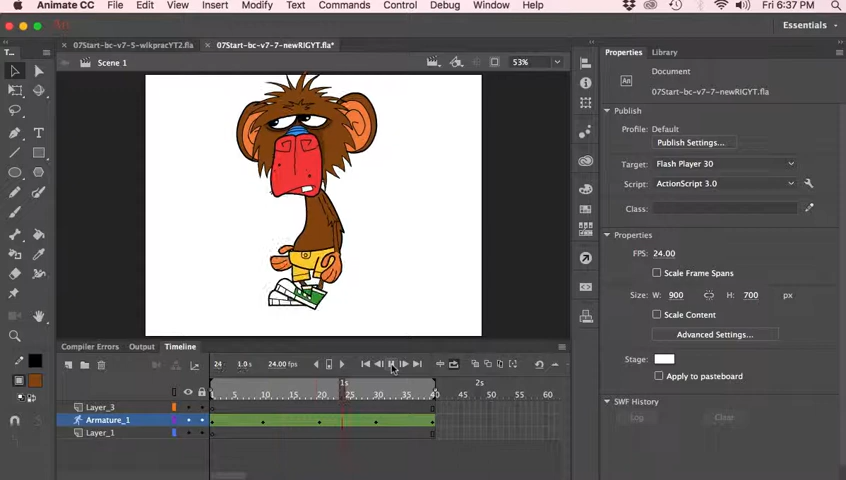 Animate CC File Edit View Insert Modify Text Commands Control Debug Window Help Fri 6:37 PM
Essentials
T...
07Start-bc-v7-5-wlkpracYT2.fla
07Start-bc-v7-7-newRIGYT.fla*
Scene 1
53%
Properties Library
Document
An
07Start-bc-v7-7-newRIGYT.fla
Publish
Profile: Default
Publish Settings...
Target: Flash Player 30
Script: ActionScript 3.0
Class:
Properties
FPS: 24.00
Scale Frame Spans
Size: W: 900 H: 700 px
Scale Content
Advanced Settings...
Stage:
Apply to pasteboard
SWF History
Log Clear
Compiler Errors Output Timeline
24 1.0s 24.00 FPS
1s 2s
5 10 15 20 25 30 35 40 45 50 55 60
Layer_3
Armature_1
Layer_1